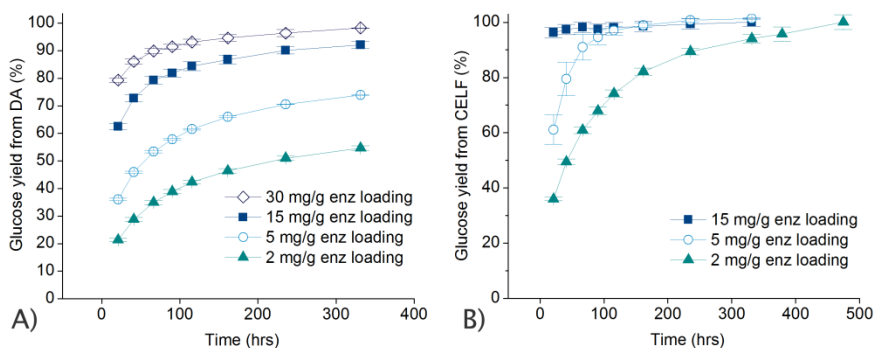 Glucose yield from DA (%)
100
90
80
70
60
50
40
30
20
10
0
30 mg/g enz loading
15 mg/g enz loading
5 mg/g enz loading
2 mg/g enz loading
0
100
200
300
400
Time (hrs)
A)
Glucose yield from CELF (%)
100
80
60
40
20
0
15 mg/g enz loading
5 mg/g enz loading
2 mg/g enz loading
0
100
200
300
400
500
Time (hrs)
B)